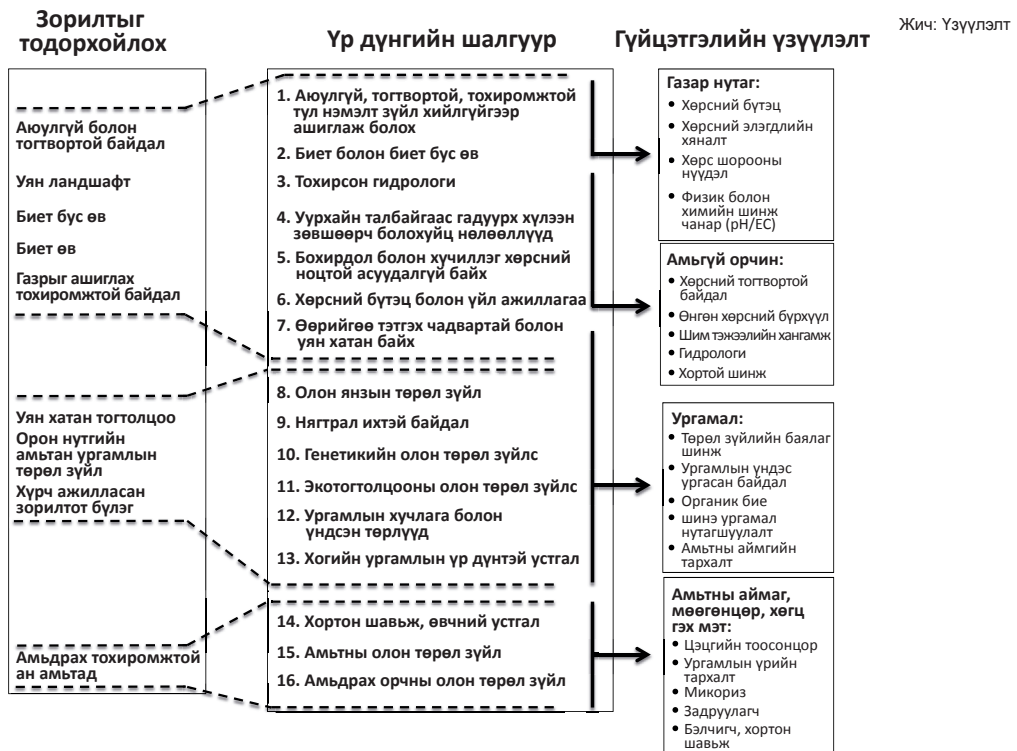 Зорилтыг
тодорхойлох
Үр дүнгийн шалгуур
Гүйцэтгэлийн үзүүлэлт
Жич: Үзүүлэлт
Аюулгүй болон
тогтвортой байдал
Уян ландшафт
Биет бус өв
Биет өв
Газрыг ашиглах
тохиромжтой байдал
Уян хатан тогтолцоо
Орон нутгийн
амьтан ургамлын
төрөл зүйл
Хүрч ажилласан
зорилтот бүлэг
Амьдрах тохиромжтой
ан амьтад
1. Аюулгүй, тогтвортой, тохиромжтой
тул нэмэлт зүйл хийлгүйгээр
ашиглаж болох
2. Биет болон биет бус өв
3. Тохирсон гидрологи
4. Уурхайн талбайгаас гадуурх хүлээн
зөвшөөрч болохуйц нөлөөллүүд
5. Бохирдол болон хүчиллэг хөрсний
ноцтой асуудалгүй байх
6. Хөрсний бүтэц болон үйл ажиллагаа
7. Өөрийгөө тэтгэх чадвартай болон
уян хатан байх
8. Олон янзын төрөл зүйл
9. Нягтрал ихтэй байдал
10. Генетикийн олон төрөл зүйлс
11. Экотогтолцооны олон төрөл зүйлс
12. Ургамлын хучлага болон
үндсэн төрлүүд
13. Хогийн ургамлын үр дүнтэй устгал
14. Хортон шавьж, өвчний устгал
15. Амьтны олон төрөл зүйл
16. Амьдрах орчны олон төрөл зүйл
Газар нутаг:
• Хөрсний бүтэц
• Хөрсний элэгдлийн
хяналт
• Хөрс шорооны
нүүдэл
• Физик болон
химийн шинж
чанар (pH/EC)
Амьгүй орчин:
• Хөрсний тогтвортой
байдал
• Өнгөн хөрсний бүрхүүл
• Шим тэжээлийн хангамж
• Гидрологи
• Хортой шинж
Ургамал:
• Төрөл зүйлийн баялаг
шинж
• Ургамлын үндэс
ургасан байдал
• Органик бие
• шинэ ургамал
нутагшуулалт
• Амьтны аймгийн
тархалт
Амьтны аймаг,
мөөгөнцөр, хөгц
гэх мэт:
• Цэцгийн тоосонцор
• Ургамлын үрийн
тархалт
• Микориз
• Задруулагч
• Бэлчигч, хортон
шавьж